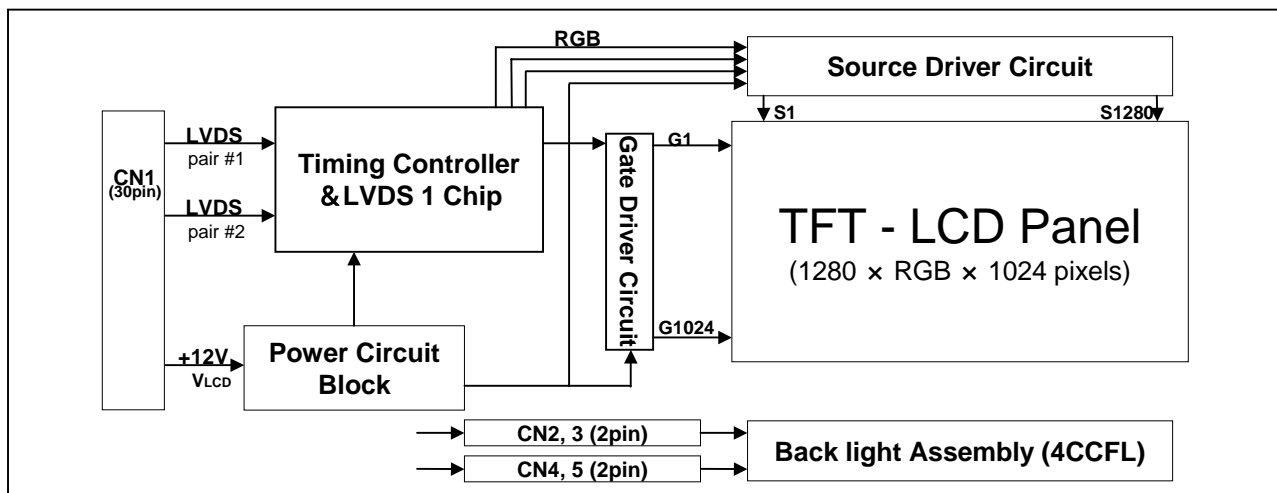 RGB
Source Driver Circuit
S1
S1280
CN1
(30pin)
LVDS
pair #1
LVDS
pair #2
+12V
VLCD
Timing Controller
&LVDS 1 Chip
Power Circuit
Block
Gate Driver Circuit
G1
G1024
TFT - LCD Panel
(1280 × RGB × 1024 pixels)
CN2, 3 (2pin)
CN4, 5 (2pin)
Back light Assembly (4CCFL)